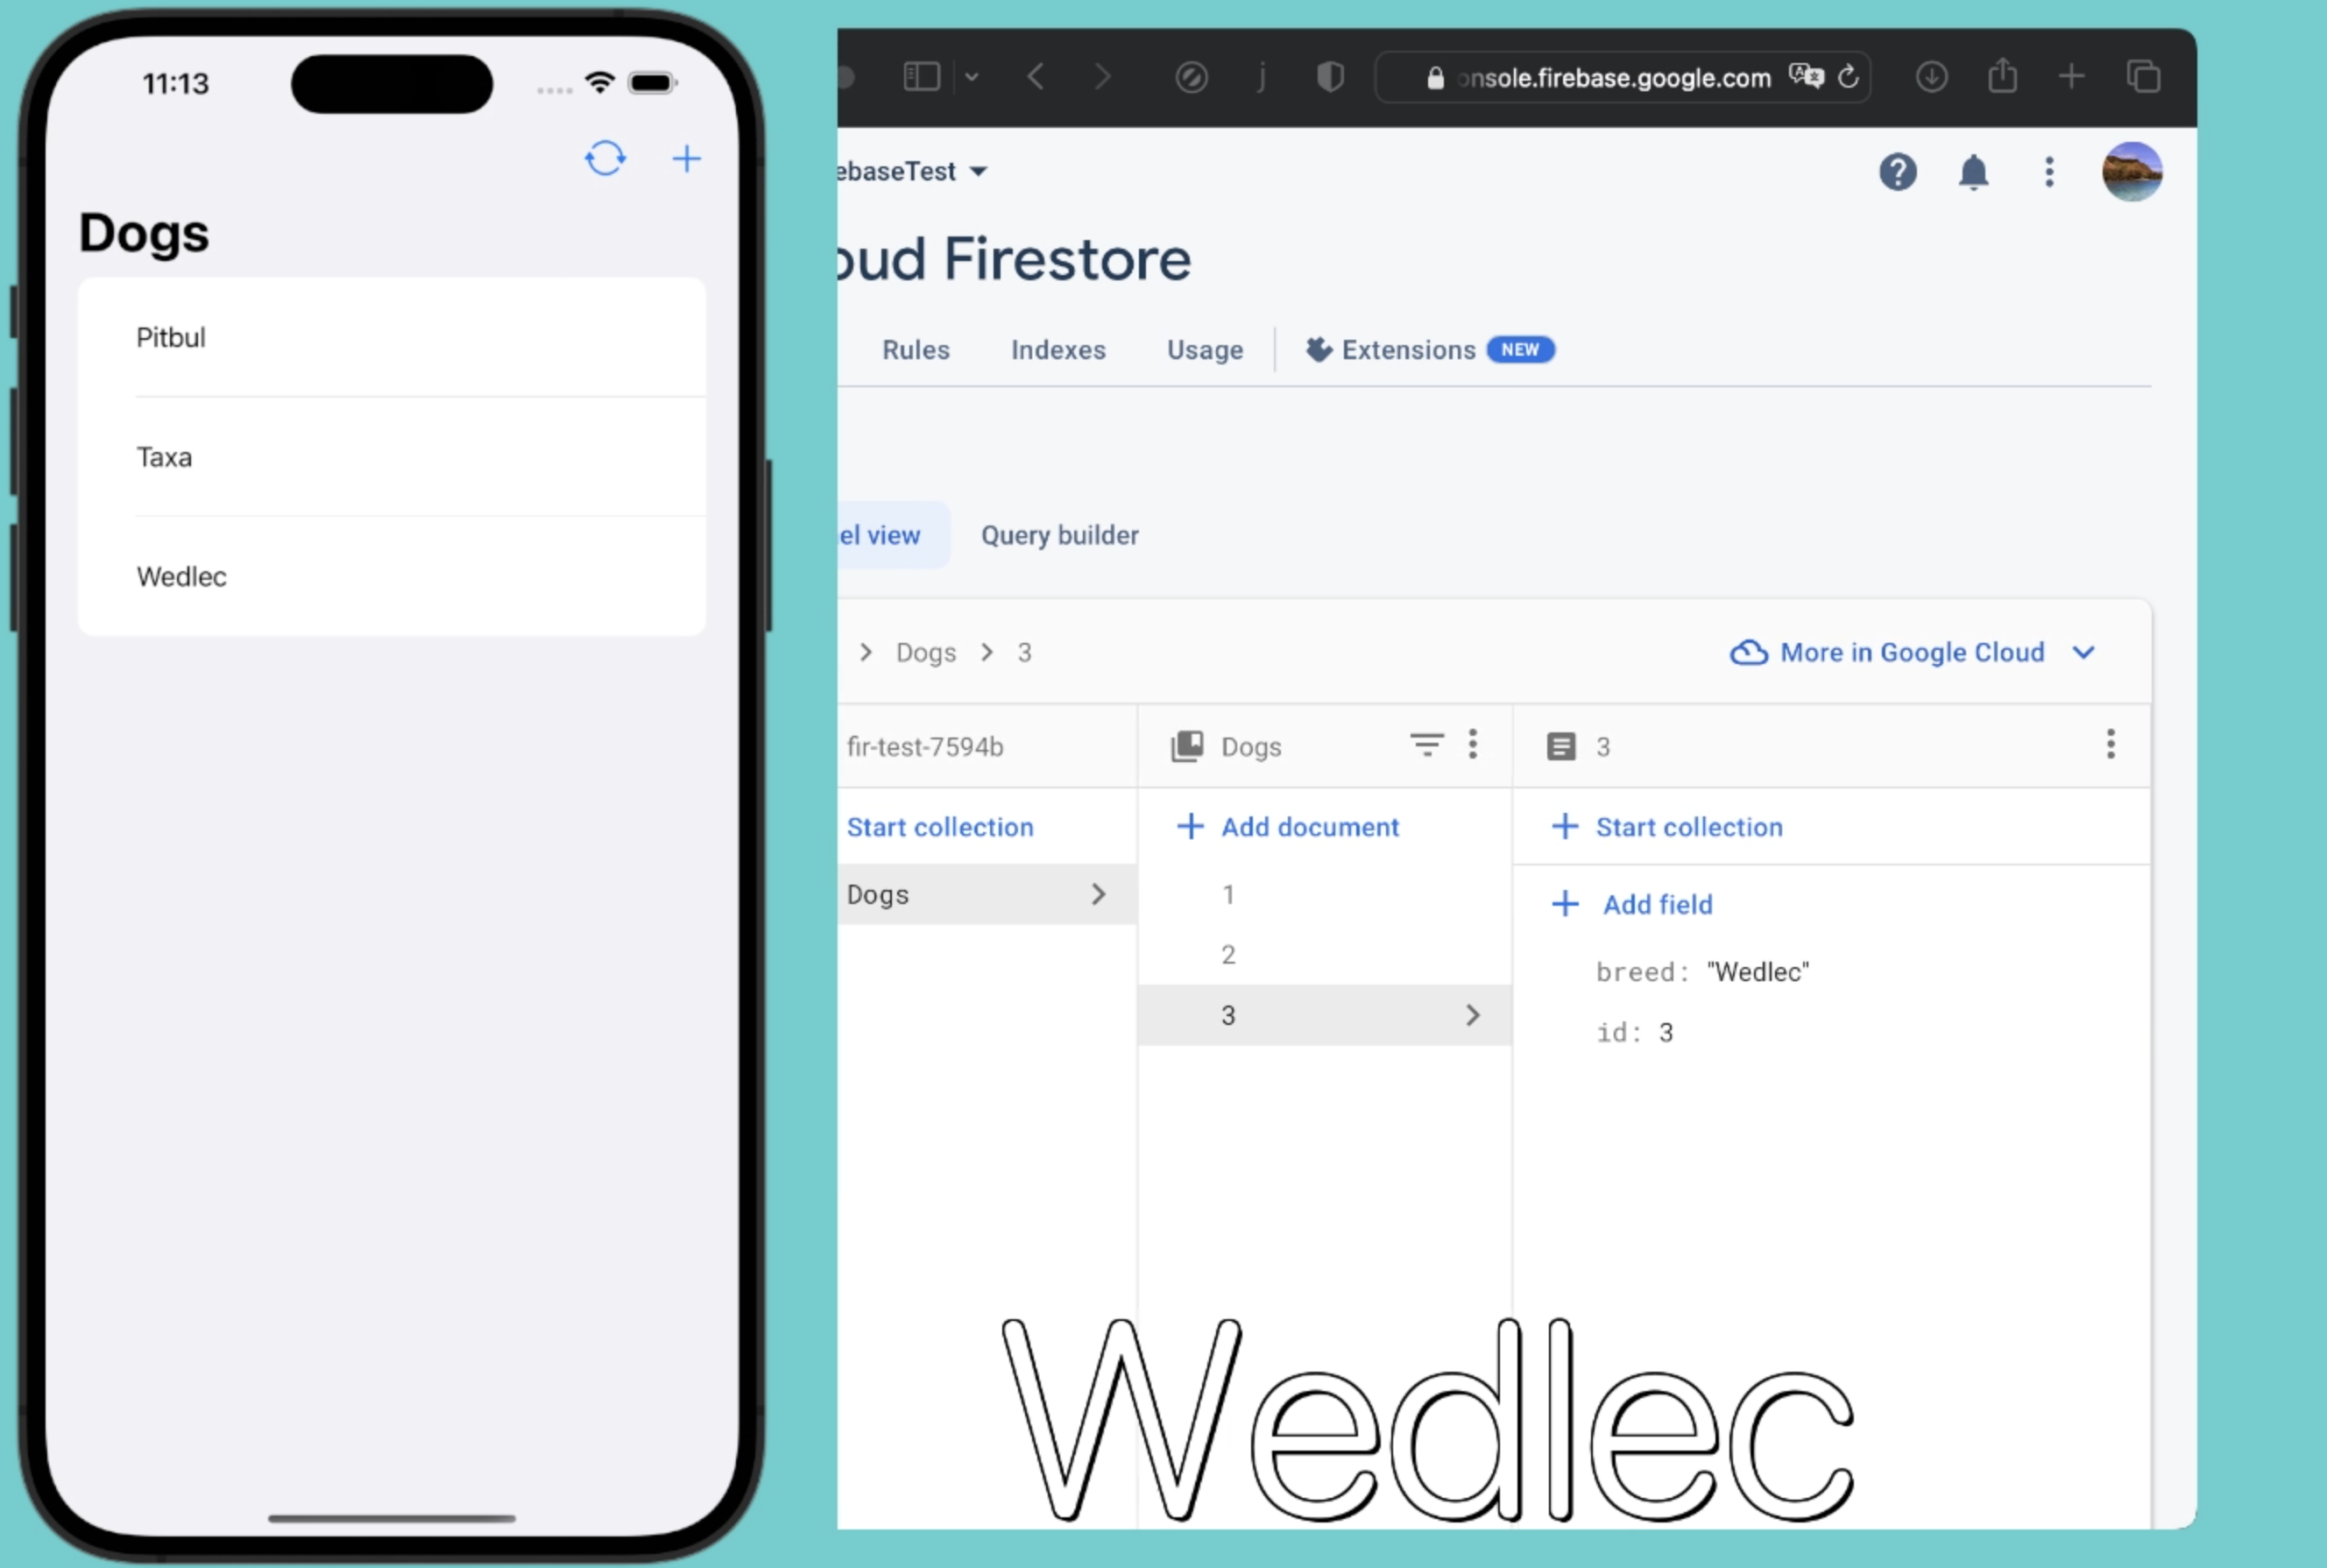 11:13
Dogs
Pitbul
Taxa
Wedlec
onsole.firebase.google.com
ebaseTest
oud Firestore
Rules Indexes Usage Extensions NEW
el view Query builder
Dogs 3
More in Google Cloud
fir-test-7594b
Start collection
Dogs
Dogs
Add document
1
2
3
3
Start collection
Add field
breed: "Wedlec"
id: 3
Wedlec